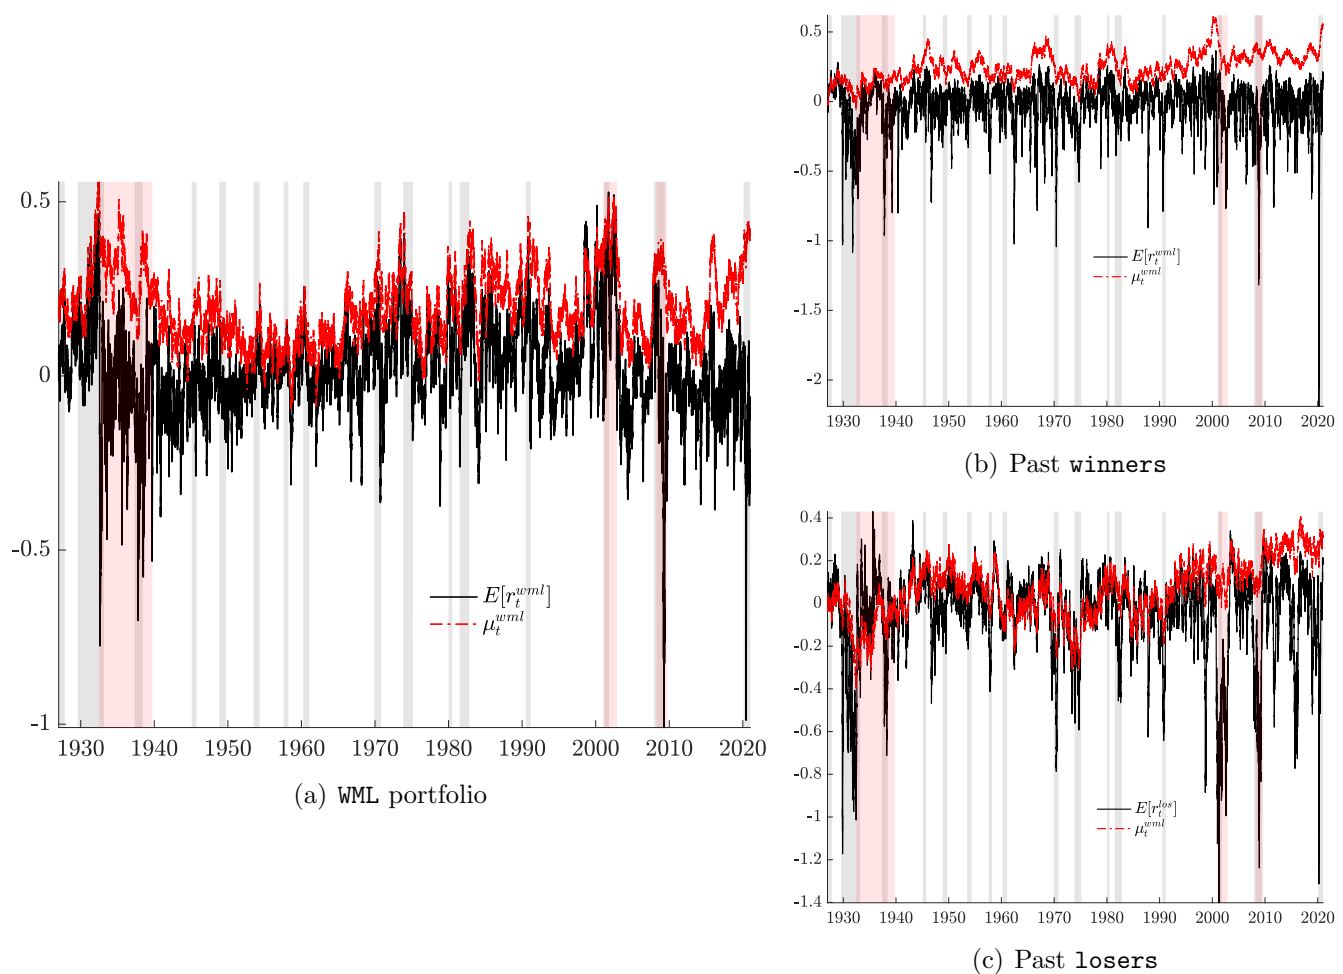 0.5
0
-0.5
-1
E[r_t^{wml}]
μ_t^{wml}
1930 1940 1950 1960 1970 1980 1990 2000 2010 2020
(a) WML portfolio
0.5
0
-0.5
-1
-1.5
-2
E[r_t^{wml}]
μ_t^{wml}
1930 1940 1950 1960 1970 1980 1990 2000 2010 2020
(b) Past winners
0.4
0.2
0
-0.2
-0.4
-0.6
-0.8
-1
-1.2
-1.4
E[r_t^{los}]
μ_t^{wml}
1930 1940 1950 1960 1970 1980 1990 2000 2010 2020
(c) Past losers